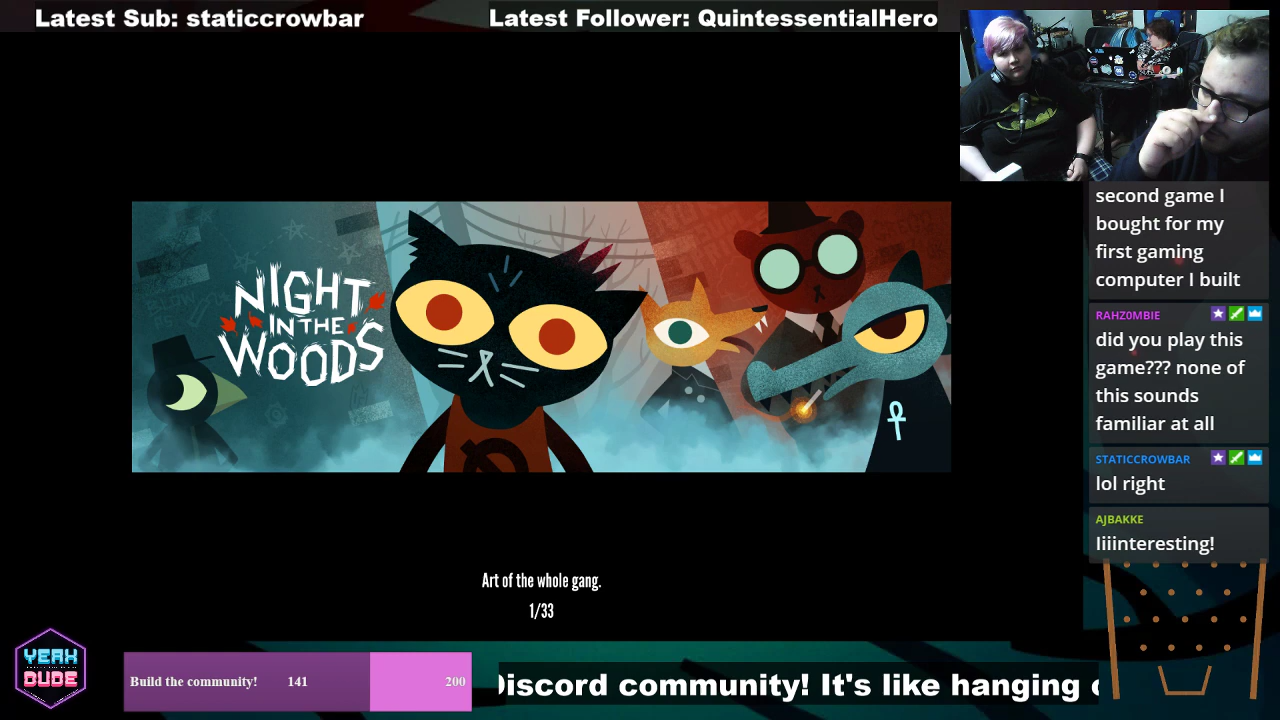 Latest Sub: staticcrowbar
Latest Follower: QuintessentialHero
second game I
bought for my
first gaming
computer I built
RAHZ0MBIE
did you play this
game??? none of
this sounds
familiar at all
STATICCROWBAR
lol right
AJBAKKE
Iiiinteresting!
NIGHT
IN THE
WOODS
Art of the whole gang.
1/33
YEAH
DUDE
Build the community! 141 200
Discord community! It's like hanging